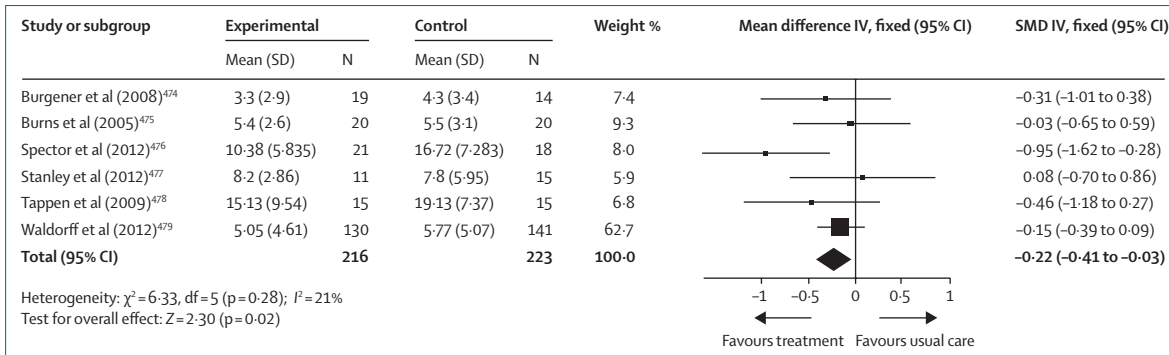 Study or subgroup Experimental Control Weight % Mean difference IV, fixed (95% CI) SMD IV, fixed (95% CI)
Mean (SD) N Mean (SD) N
Burgener et al (2008)⁴⁷⁴ 3·3 (2·9) 19 4·3 (3·4) 14 7·4 –0·31 (–1·01 to 0·38)
Burns et al (2005)⁴⁷⁵ 5·4 (2·6) 20 5·5 (3·1) 20 9·3 –0·03 (–0·65 to 0·59)
Spector et al (2012)⁴⁷⁶ 10·38 (5·835) 21 16·72 (7·283) 18 8·0 –0·95 (–1·62 to –0·28)
Stanley et al (2012)⁴⁷⁷ 8·2 (2·86) 11 7·8 (5·95) 15 5·9 0·08 (–0·70 to 0·86)
Tappen et al (2009)⁴⁷⁸ 15·13 (9·54) 15 19·13 (7·37) 15 6·8 –0·46 (–1·18 to 0·27)
Waldorff et al (2012)⁴⁷⁹ 5·05 (4·61) 130 5·77 (5·07) 141 62·7 –0·15 (–0·39 to 0·09)
Total (95% CI) 216 223 100·0 –0·22 (–0·41 to –0·03)
Heterogeneity: χ²=6·33, df=5 (p=0·28); I²=21%
Test for overall effect: Z=2·30 (p=0·02)
–1 –0·5 0 0·5 1
Favours treatment Favours usual care